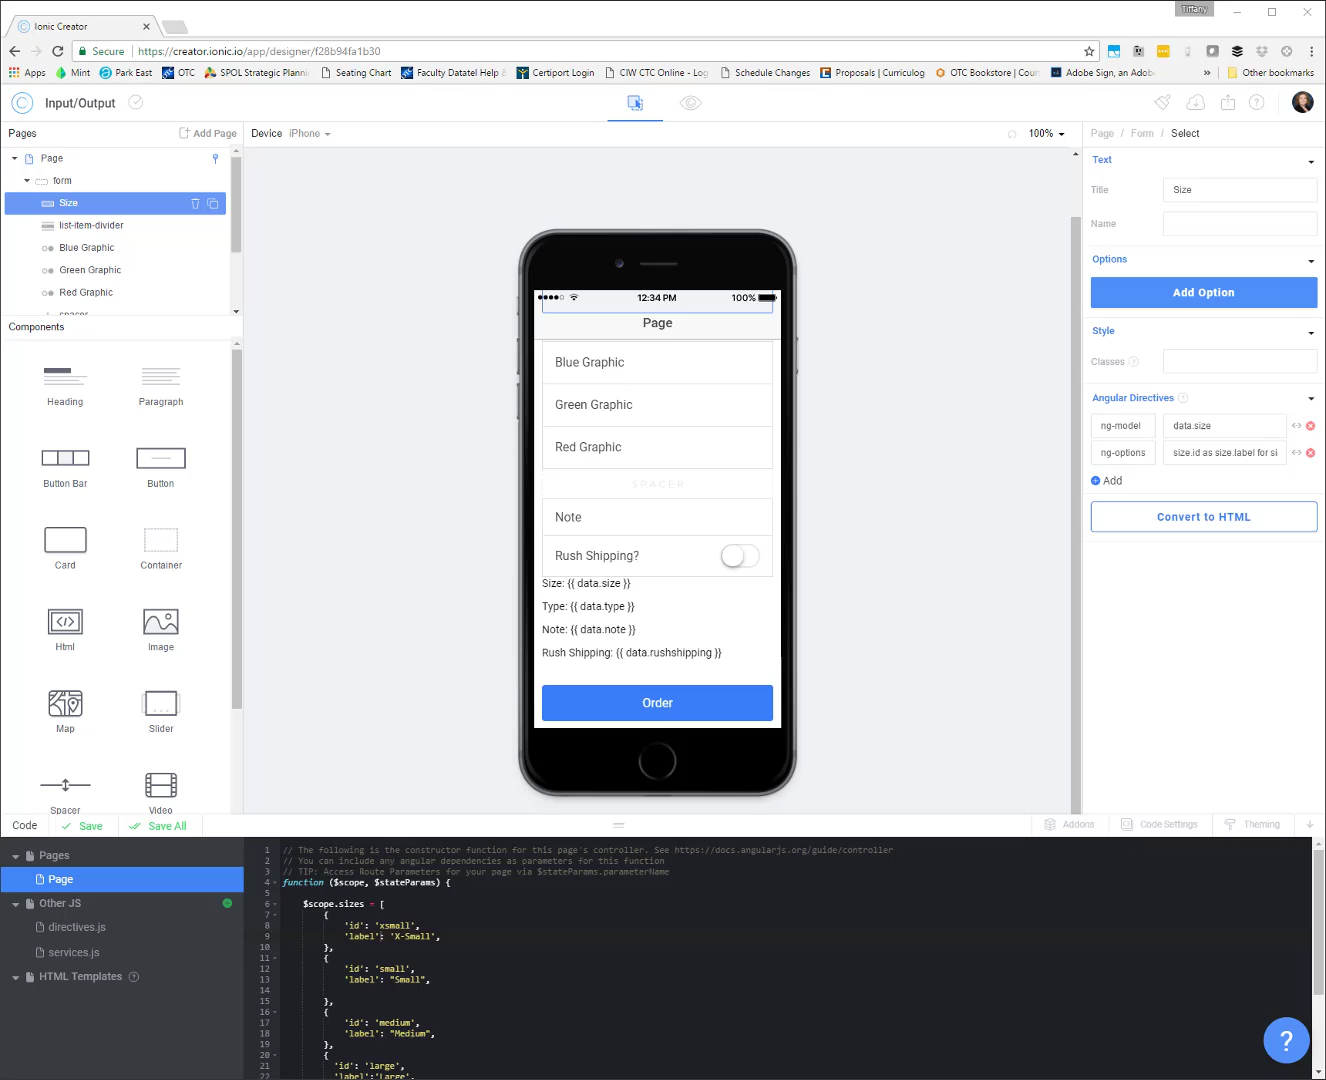 Tiffany
Ionic Creator
Secure
https://creator.ionic.io/app/designer/f28b94fa1b30
Apps
Mint
Park East
OTC
SPOL Strategic Plannin
Seating Chart
Faculty Datatel Help &
Certiport Login
CIW CTC Online - Log
Schedule Changes
Proposals | Curriculog
OTC Bookstore | Coun
Adobe Sign, an Adobe
»
Other bookmarks
Input/Output
Pages
Add Page
Device
iPhone
100%
Page / Form / Select
Page
form
Size
list-item-divider
Blue Graphic
Green Graphic
Red Graphic
spacer
Components
Heading
Paragraph
Button Bar
Button
Card
Container
Html
Image
Map
Slider
Spacer
Video
12:34 PM
100%
Page
Blue Graphic
Green Graphic
Red Graphic
SPACER
Note
Rush Shipping?
Size: {{ data.size }}
Type: {{ data.type }}
Note: {{ data.note }}
Rush Shipping: {{ data.rushshipping }}
Order
Text
Title
Size
Name
Options
Add Option
Style
Classes
Angular Directives
ng-model
data.size
ng-options
size.id as size.label for si
Add
Convert to HTML
Code
Save
Save All
Addons
Code Settings
Theming
Pages
Page
Other JS
directives.js
services.js
HTML Templates
1 // The following is the constructor function for this page's controller. See https://docs.angularjs.org/guide/controller
2 // You can include any angular dependencies as parameters for this function
3 // TIP: Access Route Parameters for your page via $stateParams.parameterName
4 function ($scope, $stateParams) {
5
6 $scope.sizes = [
7 {
8 'id': 'xsmall',
9 'label': 'X-Small',
10 },
11 {
12 'id': 'small',
13 'label': "Small",
14
15 },
16 {
17 'id': 'medium',
18 'label': "Medium",
19 },
20 {
21 'id': 'large',
22 'label':'Large',
?